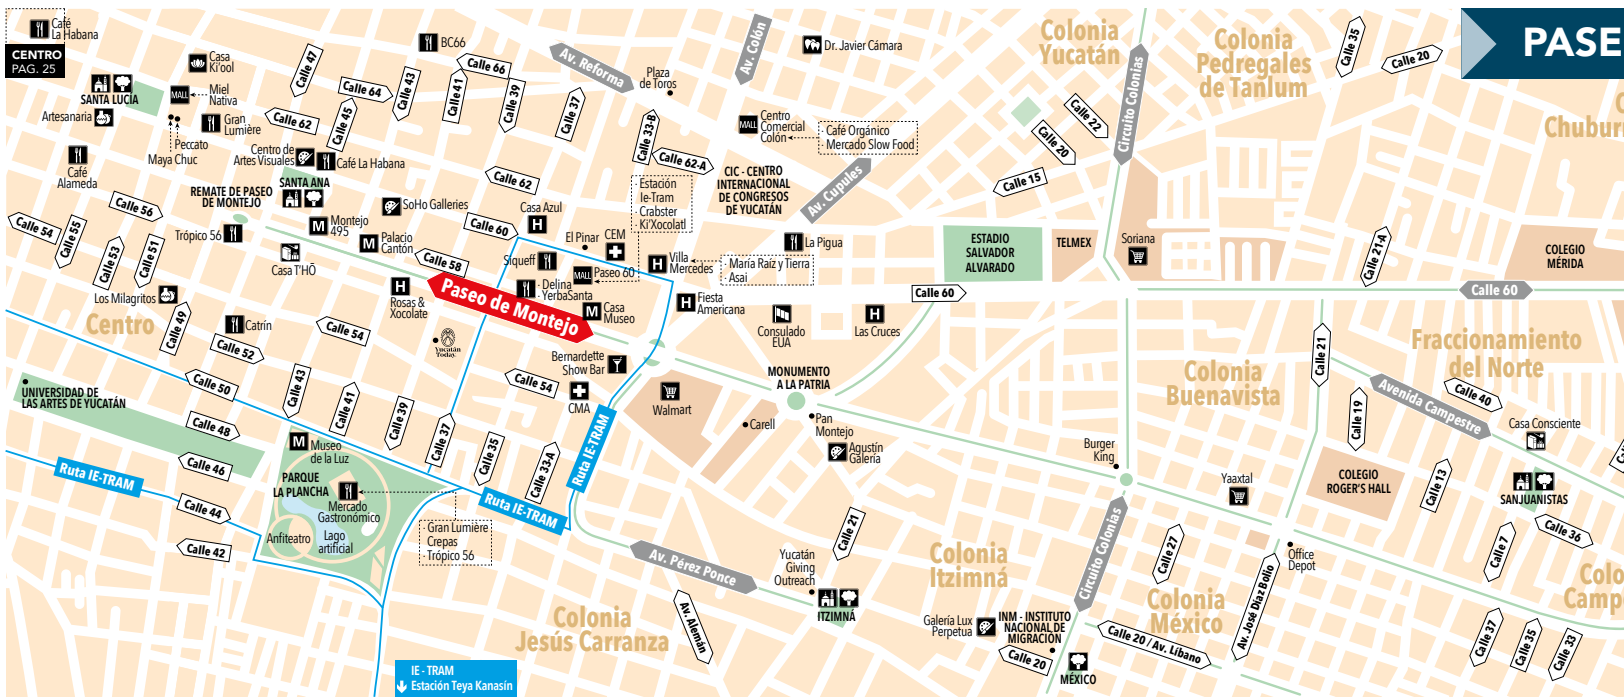 Café
La Habana
CENTRO
PAG. 25
Casa
Ki'ool
SANTA LUCÍA
MALL
Miel
Nativa
Artesanaria
Gran
Lumière
Peccato
Maya Chuc
Café
Alameda
Centro de
Artes Visuales
Café La Habana
SANTA ANA
REMATE DE PASEO
DE MONTEJO
Trópico 56
Casa T'HŌ
M
Montejo
495
M
Palacio
Cantón
SoHo Galleries
BC66
Calle 47
Calle 64
Calle 62
Calle 45
Calle 43
Calle 66
Calle 41
Calle 39
Calle 37
Av. Reforma
Plaza
de Toros
Calle 33-B
Calle 62-A
Av. Colón
Dr. Javier Cámara
MALL
Centro
Comercial
Colón
· Café Orgánico
· Mercado Slow Food
Av. Cupules
CIC - CENTRO
INTERNACIONAL
DE CONGRESOS
DE YUCATÁN
Colonia
Yucatán
Colonia
Pedregales
de Tanlum
Calle 35
Calle 20
PASE
Chubur
Circuito Colonias
Calle 22
Calle 20
Calle 15
Calle 62
Calle 60
Casa Azul
H
· Estación
Ie-Tram
· Crabster
· Ki'Xocolatl
El Pinar
CEM
H
Villa
Mercedes
· María Raíz y Tierra
· Asai
La Pigua
ESTADIO
SALVADOR
ALVARADO
TELMEX
Soriana
Calle 21-A
COLEGIO
MÉRIDA
Calle 60
Calle 60
Calle 56
Calle 54
Calle 55
Calle 53
Calle 51
Calle 49
Los Milagritos
Centro
Catrín
Calle 52
Calle 54
Calle 58
Siqueff
MALL
Paseo 60
· Delina
· YerbaSanta
H
Rosas &
Xocolate
Paseo de Montejo
M
Casa
Museo
H
Fiesta
Americana
Consulado
EUA
H
Las Cruces
Yucatán
Today
Bernardette
Show Bar
CMA
Calle 54
Walmart
MONUMENTO
A LA PATRIA
Carell
Pan
Montejo
Agustín
Galería
Colonia
Buenavista
Calle 21
Fraccionamiento
del Norte
Calle 40
Avenida Campestre
Calle 19
Casa Consciente
COLEGIO
ROGER'S HALL
Calle 13
SANJUANISTAS
Calle 36
Calle 7
Burger
King
Yaaxtal
Office
Depot
UNIVERSIDAD DE
LAS ARTES DE YUCATÁN
Calle 50
Calle 48
Calle 46
Calle 44
Calle 42
Calle 43
Calle 41
Calle 39
Calle 37
Calle 35
Calle 33-A
Ruta IE-TRAM
Ruta IE-TRAM
Ruta IE-TRAM
M
Museo
de la Luz
PARQUE
LA PLANCHA
Mercado
Gastronómico
Anfiteatro
Lago
artificial
· Gran Lumière
Crepas
· Trópico 56
Av. Pérez Ponce
Yucatán
Giving
Outreach
Calle 21
ITZIMNÁ
Colonia
Itzimná
Galería Lux
Perpetua
INM - INSTITUTO
NACIONAL DE
MIGRACIÓN
Calle 20
MÉXICO
Circuito Colonias
Calle 27
Colonia
México
Calle 20 / Av. Líbano
Av. José Díaz Bolio
Calle 37
Calle 35
Calle 33
Colo
Camp
Colonia
Jesús Carranza
Av. Alemán
IE - TRAM
Estación Teya Kanasín